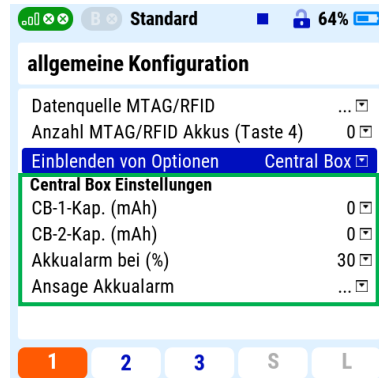 B Standard 64%
allgemeine Konfiguration
Datenquelle MTAG/RFID ...
Anzahl MTAG/RFID Akkus (Taste 4) 0
Einblenden von Optionen Central Box
Central Box Einstellungen
CB-1-Kap. (mAh) 0
CB-2-Kap. (mAh) 0
Akkualarm bei (%) 30
Ansage Akkualarm ...
1 2 3 S L